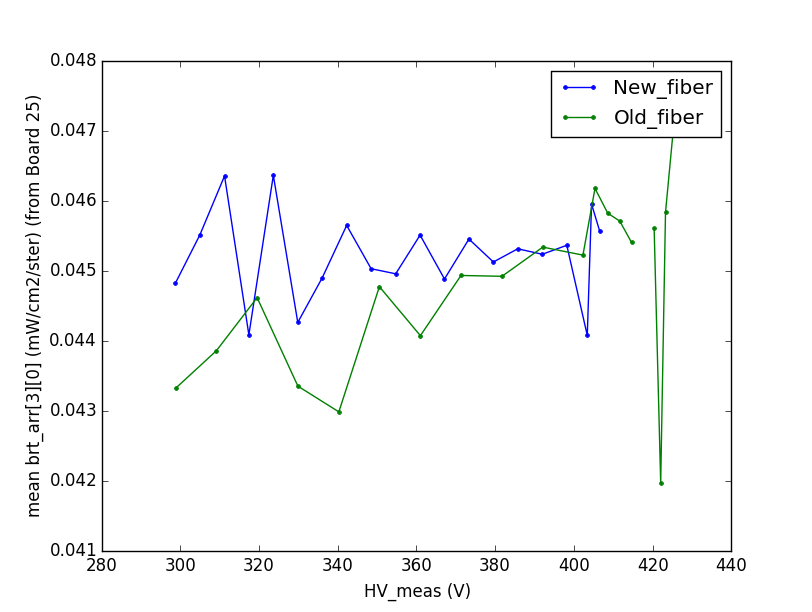 0.048
0.047
0.046
0.045
0.044
0.043
0.042
0.041
280 300 320 340 360 380 400 420 440
HV_meas (V)
mean brt_arr[3][0] (mW/cm2/ster) (from Board 25)
New_fiber
Old_fiber